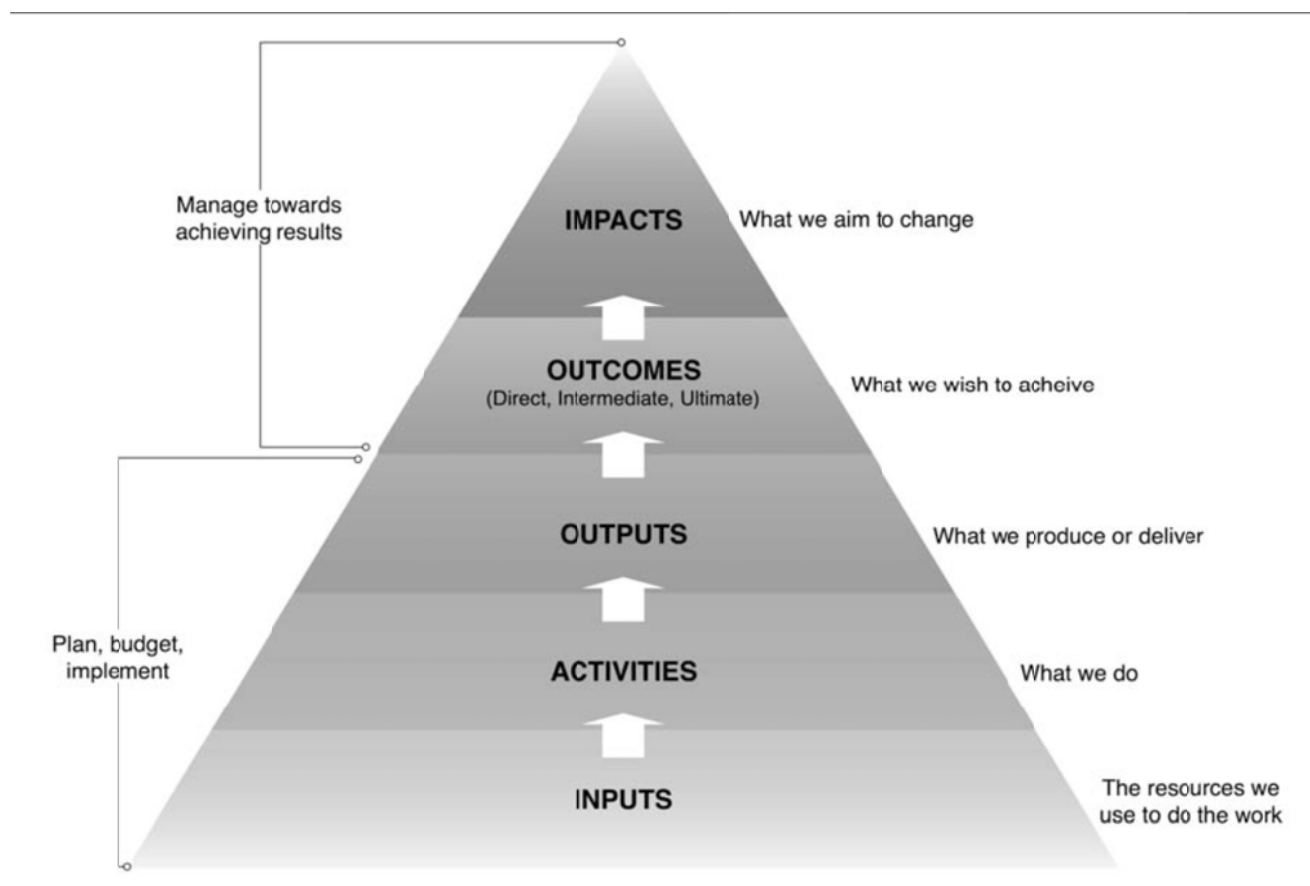 Manage towards
achieving results
IMPACTS
What we aim to change
OUTCOMES
(Direct, Intermediate, Ultimate)
What we wish to acheive
OUTPUTS
What we produce or deliver
Plan, budget,
implement
ACTIVITIES
What we do
INPUTS
The resources we
use to do the work